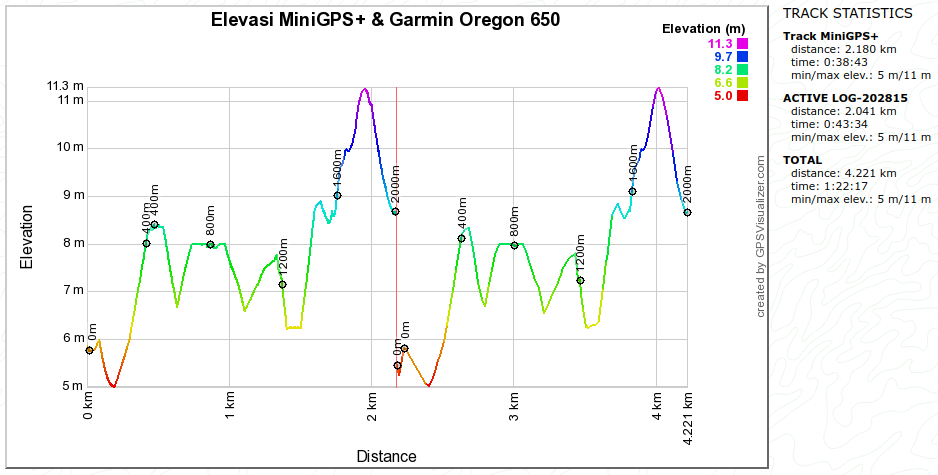 Elevasi MiniGPS+ & Garmin Oregon 650
Elevation (m)
11.3
9.7
8.2
6.6
5.0
11.3 m
11 m
10 m
9 m
8 m
7 m
6 m
5 m
Elevation
0m
400m
400m
800m
1200m
1600m
2000m
0m
0m
400m
800m
1200m
1600m
2000m
0 km
1 km
2 km
3 km
4 km
4.221 km
Distance
created by GPSVisualizer.com
TRACK STATISTICS
Track MiniGPS+
distance: 2.180 km
time: 0:38:43
min/max elev.: 5 m/11 m
ACTIVE LOG-202815
distance: 2.041 km
time: 0:43:34
min/max elev.: 5 m/11 m
TOTAL
distance: 4.221 km
time: 1:22:17
min/max elev.: 5 m/11 m